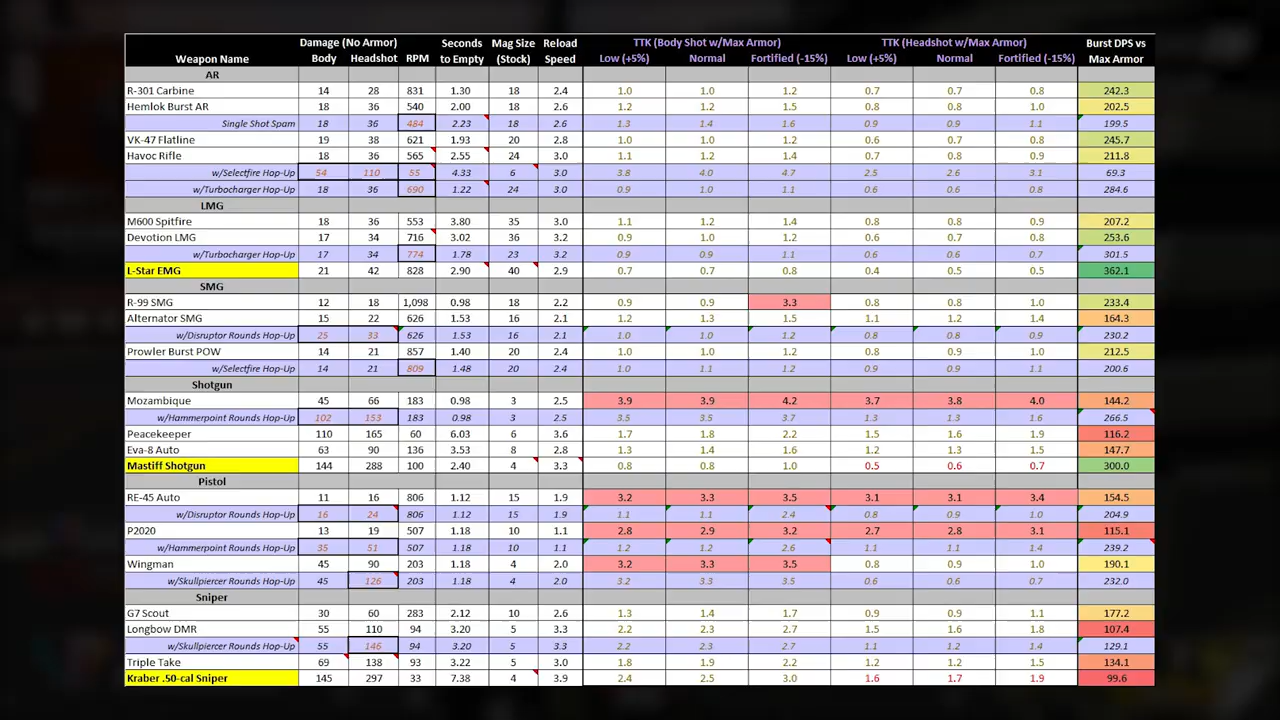 Damage (No Armor) Seconds Mag Size Reload TTK (Body Shot w/Max Armor) TTK (Headshot w/Max Armor) Burst DPS vs
Weapon Name Body Headshot RPM to Empty (Stock) Speed Low (+5%) Normal Fortified (-15%) Low (+5%) Normal Fortified (-15%) Max Armor
AR
R-301 Carbine 14 28 831 1.30 18 2.4 1.0 1.0 1.2 0.7 0.7 0.8 242.3
Hemlok Burst AR 18 36 540 2.00 18 2.6 1.2 1.2 1.5 0.8 0.8 1.0 202.5
Single Shot Spam 18 36 484 2.23 18 2.6 1.3 1.4 1.6 0.9 0.9 1.1 199.5
VK-47 Flatline 19 38 621 1.93 20 2.8 1.0 1.0 1.2 0.6 0.7 0.8 245.7
Havoc Rifle 18 36 565 2.55 24 3.0 1.1 1.2 1.4 0.7 0.8 0.9 211.8
w/Selectfire Hop-Up 54 110 55 4.33 6 3.0 3.8 4.0 4.7 2.5 2.6 3.1 69.3
w/Turbocharger Hop-Up 18 36 690 1.22 24 3.0 0.9 1.0 1.1 0.6 0.6 0.8 284.6
LMG
M600 Spitfire 18 36 553 3.80 35 3.0 1.1 1.2 1.4 0.8 0.8 0.9 207.2
Devotion LMG 17 34 716 3.02 36 3.2 0.9 1.0 1.2 0.6 0.7 0.8 253.6
w/Turbocharger Hop-Up 17 34 774 1.78 23 3.2 0.9 0.9 1.1 0.6 0.6 0.8 301.5
L-Star EMG 21 42 828 2.90 40 2.9 0.7 0.7 0.8 0.4 0.5 0.5 362.1
SMG
R-99 SMG 12 18 1,098 0.98 18 2.2 0.9 0.9 3.3 0.8 0.9 1.0 233.4
Alternator SMG 15 22 626 1.53 16 2.1 1.2 1.3 1.5 1.1 1.2 1.4 164.3
w/Disruptor Rounds Hop-Up 25 33 626 1.53 16 2.1 1.0 1.0 1.2 0.8 0.8 0.9 230.2
Prowler Burst POW 14 21 857 1.40 20 2.4 1.0 1.0 1.2 0.8 0.9 1.0 212.5
w/Selectfire Hop-Up 14 21 809 1.48 20 2.4 1.0 1.1 1.2 0.9 0.9 1.1 200.6
Shotgun
Mozambique 45 66 183 0.98 3 2.5 3.9 3.9 4.2 3.7 3.8 4.0 144.2
w/Hammerpoint Rounds Hop-Up 102 153 183 0.98 3 2.5 3.5 3.5 3.7 1.3 1.3 1.6 266.5
Peacekeeper 110 165 60 6.03 6 3.6 1.7 1.8 2.2 1.5 1.6 1.9 116.2
Eva-8 Auto 63 90 136 3.53 8 2.8 1.3 1.4 1.6 1.2 1.3 1.5 147.7
Mastiff Shotgun 144 288 100 2.40 4 3.3 0.8 0.8 1.0 0.5 0.6 0.7 300.0
Pistol
RE-45 Auto 11 16 806 1.12 15 1.9 3.2 3.3 3.5 3.1 3.1 3.4 154.5
w/Disruptor Rounds Hop-Up 16 24 806 1.12 15 1.9 1.1 1.1 2.4 0.8 0.9 1.0 204.9
P2020 13 19 507 1.18 10 1.1 2.8 2.9 3.2 2.7 2.8 3.1 115.1
w/Hammerpoint Rounds Hop-Up 35 51 507 1.18 10 1.1 1.2 1.2 2.6 1.1 1.1 1.4 239.2
Wingman 45 90 203 1.18 4 2.0 3.2 3.3 3.5 0.8 0.9 1.0 190.1
w/Skullpiercer Rounds Hop-Up 45 126 203 1.18 4 2.0 3.2 3.3 3.5 0.6 0.6 0.7 232.0
Sniper
G7 Scout 30 60 283 2.12 10 2.6 1.3 1.4 1.7 0.9 0.9 1.1 177.2
Longbow DMR 55 110 94 3.20 5 3.3 2.2 2.3 2.7 1.5 1.6 1.8 107.4
w/Skullpiercer Rounds Hop-Up 55 146 94 3.20 5 3.3 2.2 2.3 2.7 1.1 1.2 1.4 129.1
Triple Take 69 138 93 3.22 5 3.0 1.8 1.9 2.2 1.2 1.2 1.5 134.1
Kraber .50-cal Sniper 145 297 33 7.38 4 3.9 2.4 2.5 3.0 1.6 1.7 1.9 99.6